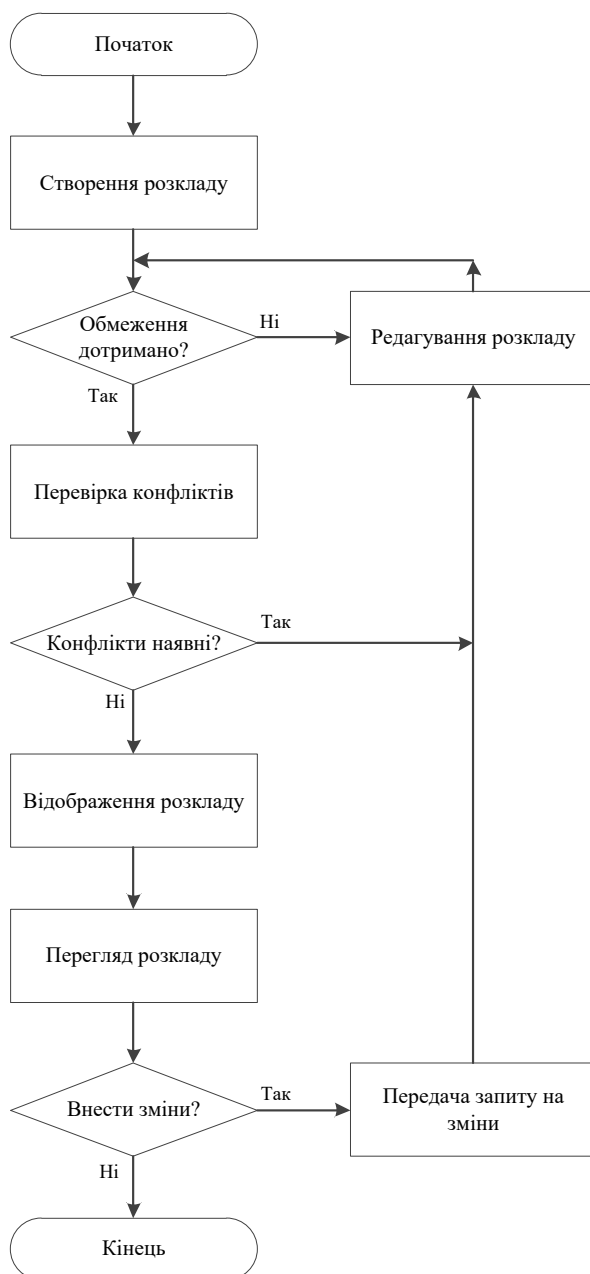 Початок
Створення розкладу
Обмеження
дотримано?
Ні
Редагування розкладу
Так
Перевірка конфліктів
Конфлікти наявні?
Так
Ні
Відображення розкладу
Перегляд розкладу
Внести зміни?
Так
Передача запиту на
зміни
Ні
Кінець